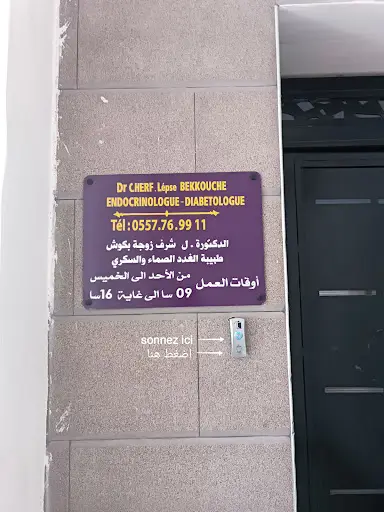 Dr CHERF . Lépse BEKKOUCHE
ENDOCRINOLOGUE - DIABETOLOGUE
Tél : 0557.76.99 11
الدكتورة . ل شرف زوجة بكوش
طبيبة الغدد الصماء والسكري
أوقات العمل من الأحد الى الخميس
09 سا الى غاية 16سا
sonnez ici
إضغط هنا